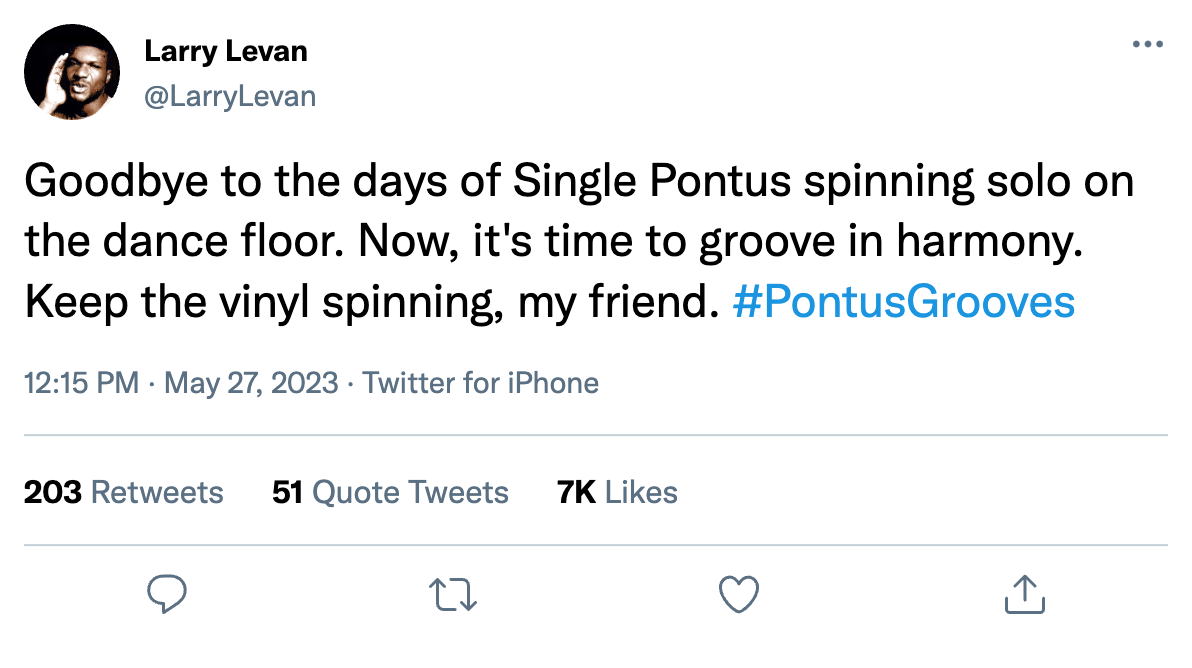 Larry Levan
@LarryLevan
Goodbye to the days of Single Pontus spinning solo on
the dance floor. Now, it's time to groove in harmony.
Keep the vinyl spinning, my friend. #PontusGrooves
12:15 PM · May 27, 2023 · Twitter for iPhone
203 Retweets 51 Quote Tweets 7K Likes